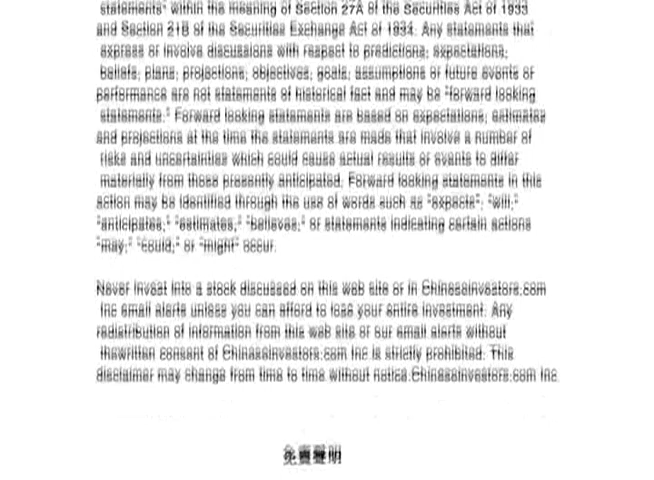 statements" within the meaning of Section 27A of the Securities Act of 1933
and Section 21B of the Securities Exchange Act of 1934. Any statements that
express or involve discussions with respect to predictions, expectations,
beliefs, plans, projections, objectives, goals, assumptions or future events or
performance are not statements of historical fact and may be "forward looking
statements." Forward looking statements are based on expectations, estimates
and projections at the time the statements are made that involve a number of
risks and uncertainties which could cause actual results or events to differ
materially from those presently anticipated. Forward looking statements in this
action may be identified through the use of words such as "expects", "will,"
"anticipates," "estimates," "believes," or statements indicating certain actions
"may," "could," or "might" occur.
Never invest into a stock discussed on this web site or in Chineseinvestors.com
Inc email alerts unless you can afford to lose your entire investment. Any
redistribution of information from this web site or our email alerts without
thewritten consent of Chineseinvestors.com Inc is strictly prohibited. This
disclaimer may change from time to time without notice.Chineseinvestors.com Inc
免責聲明